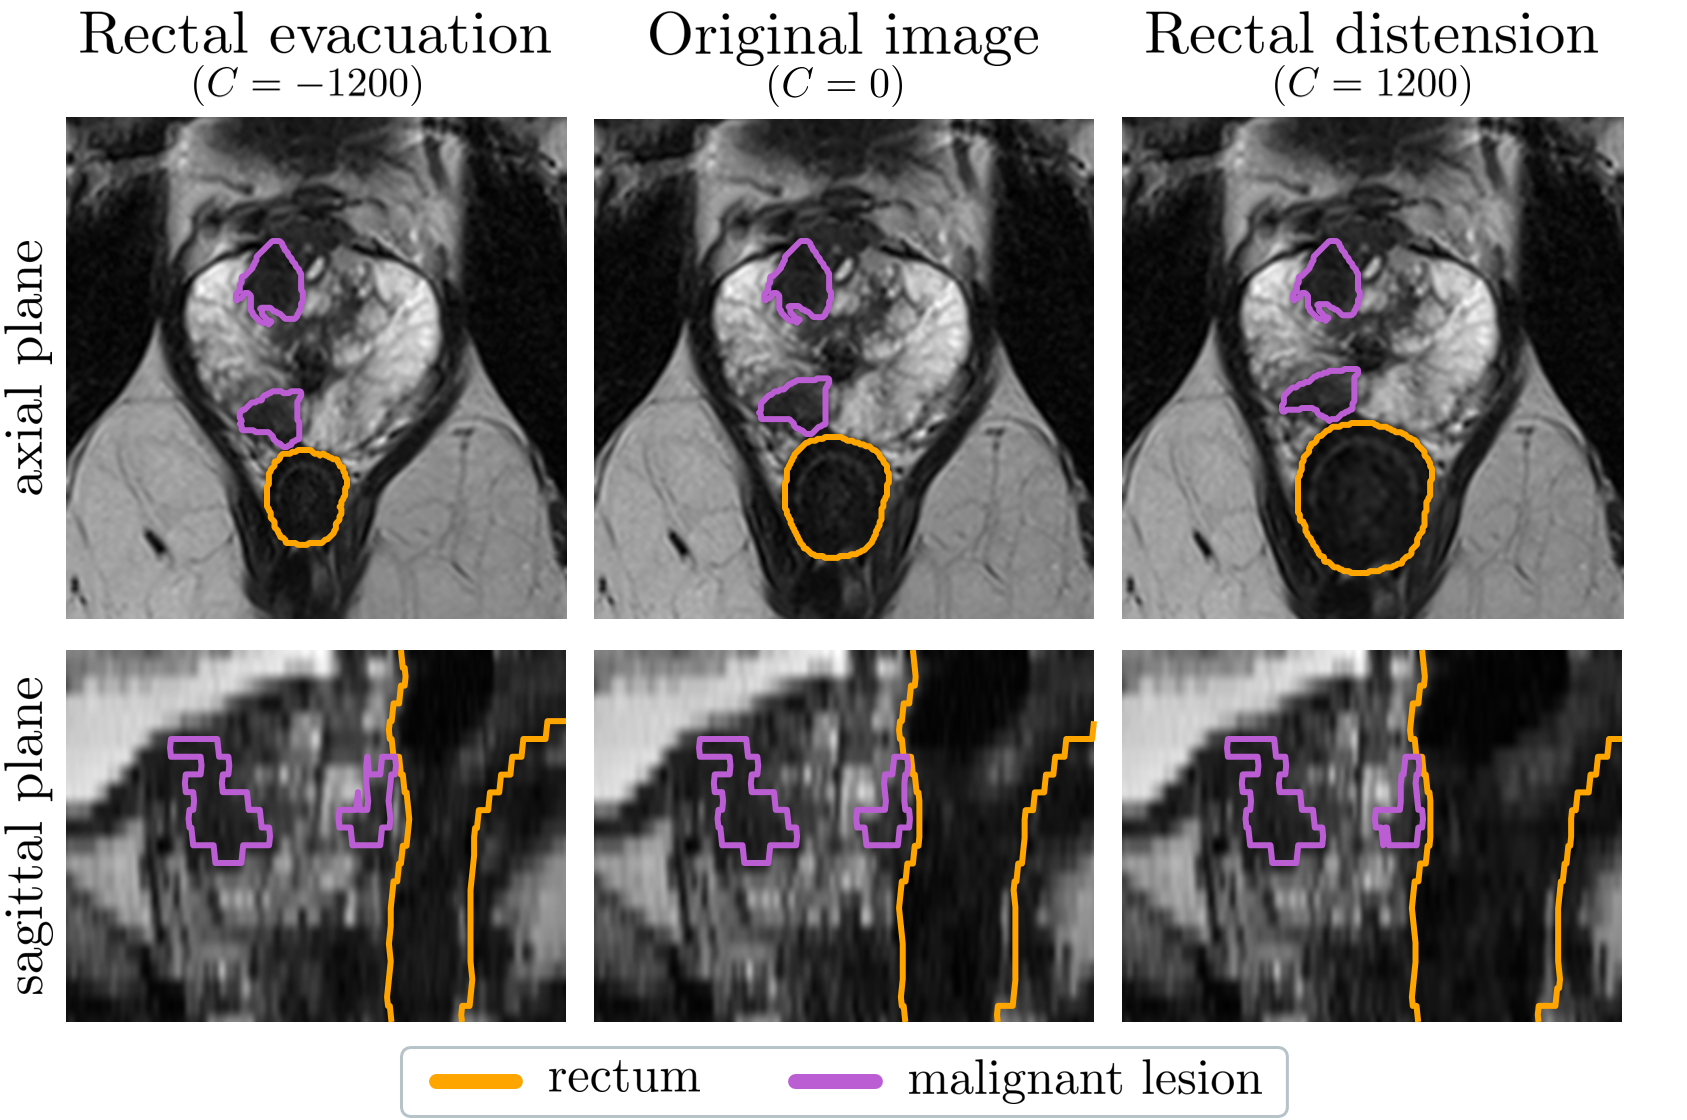 Rectal evacuation
(C = −1200)
Original image
(C = 0)
Rectal distension
(C = 1200)
axial plane
sagittal plane
rectum
malignant lesion